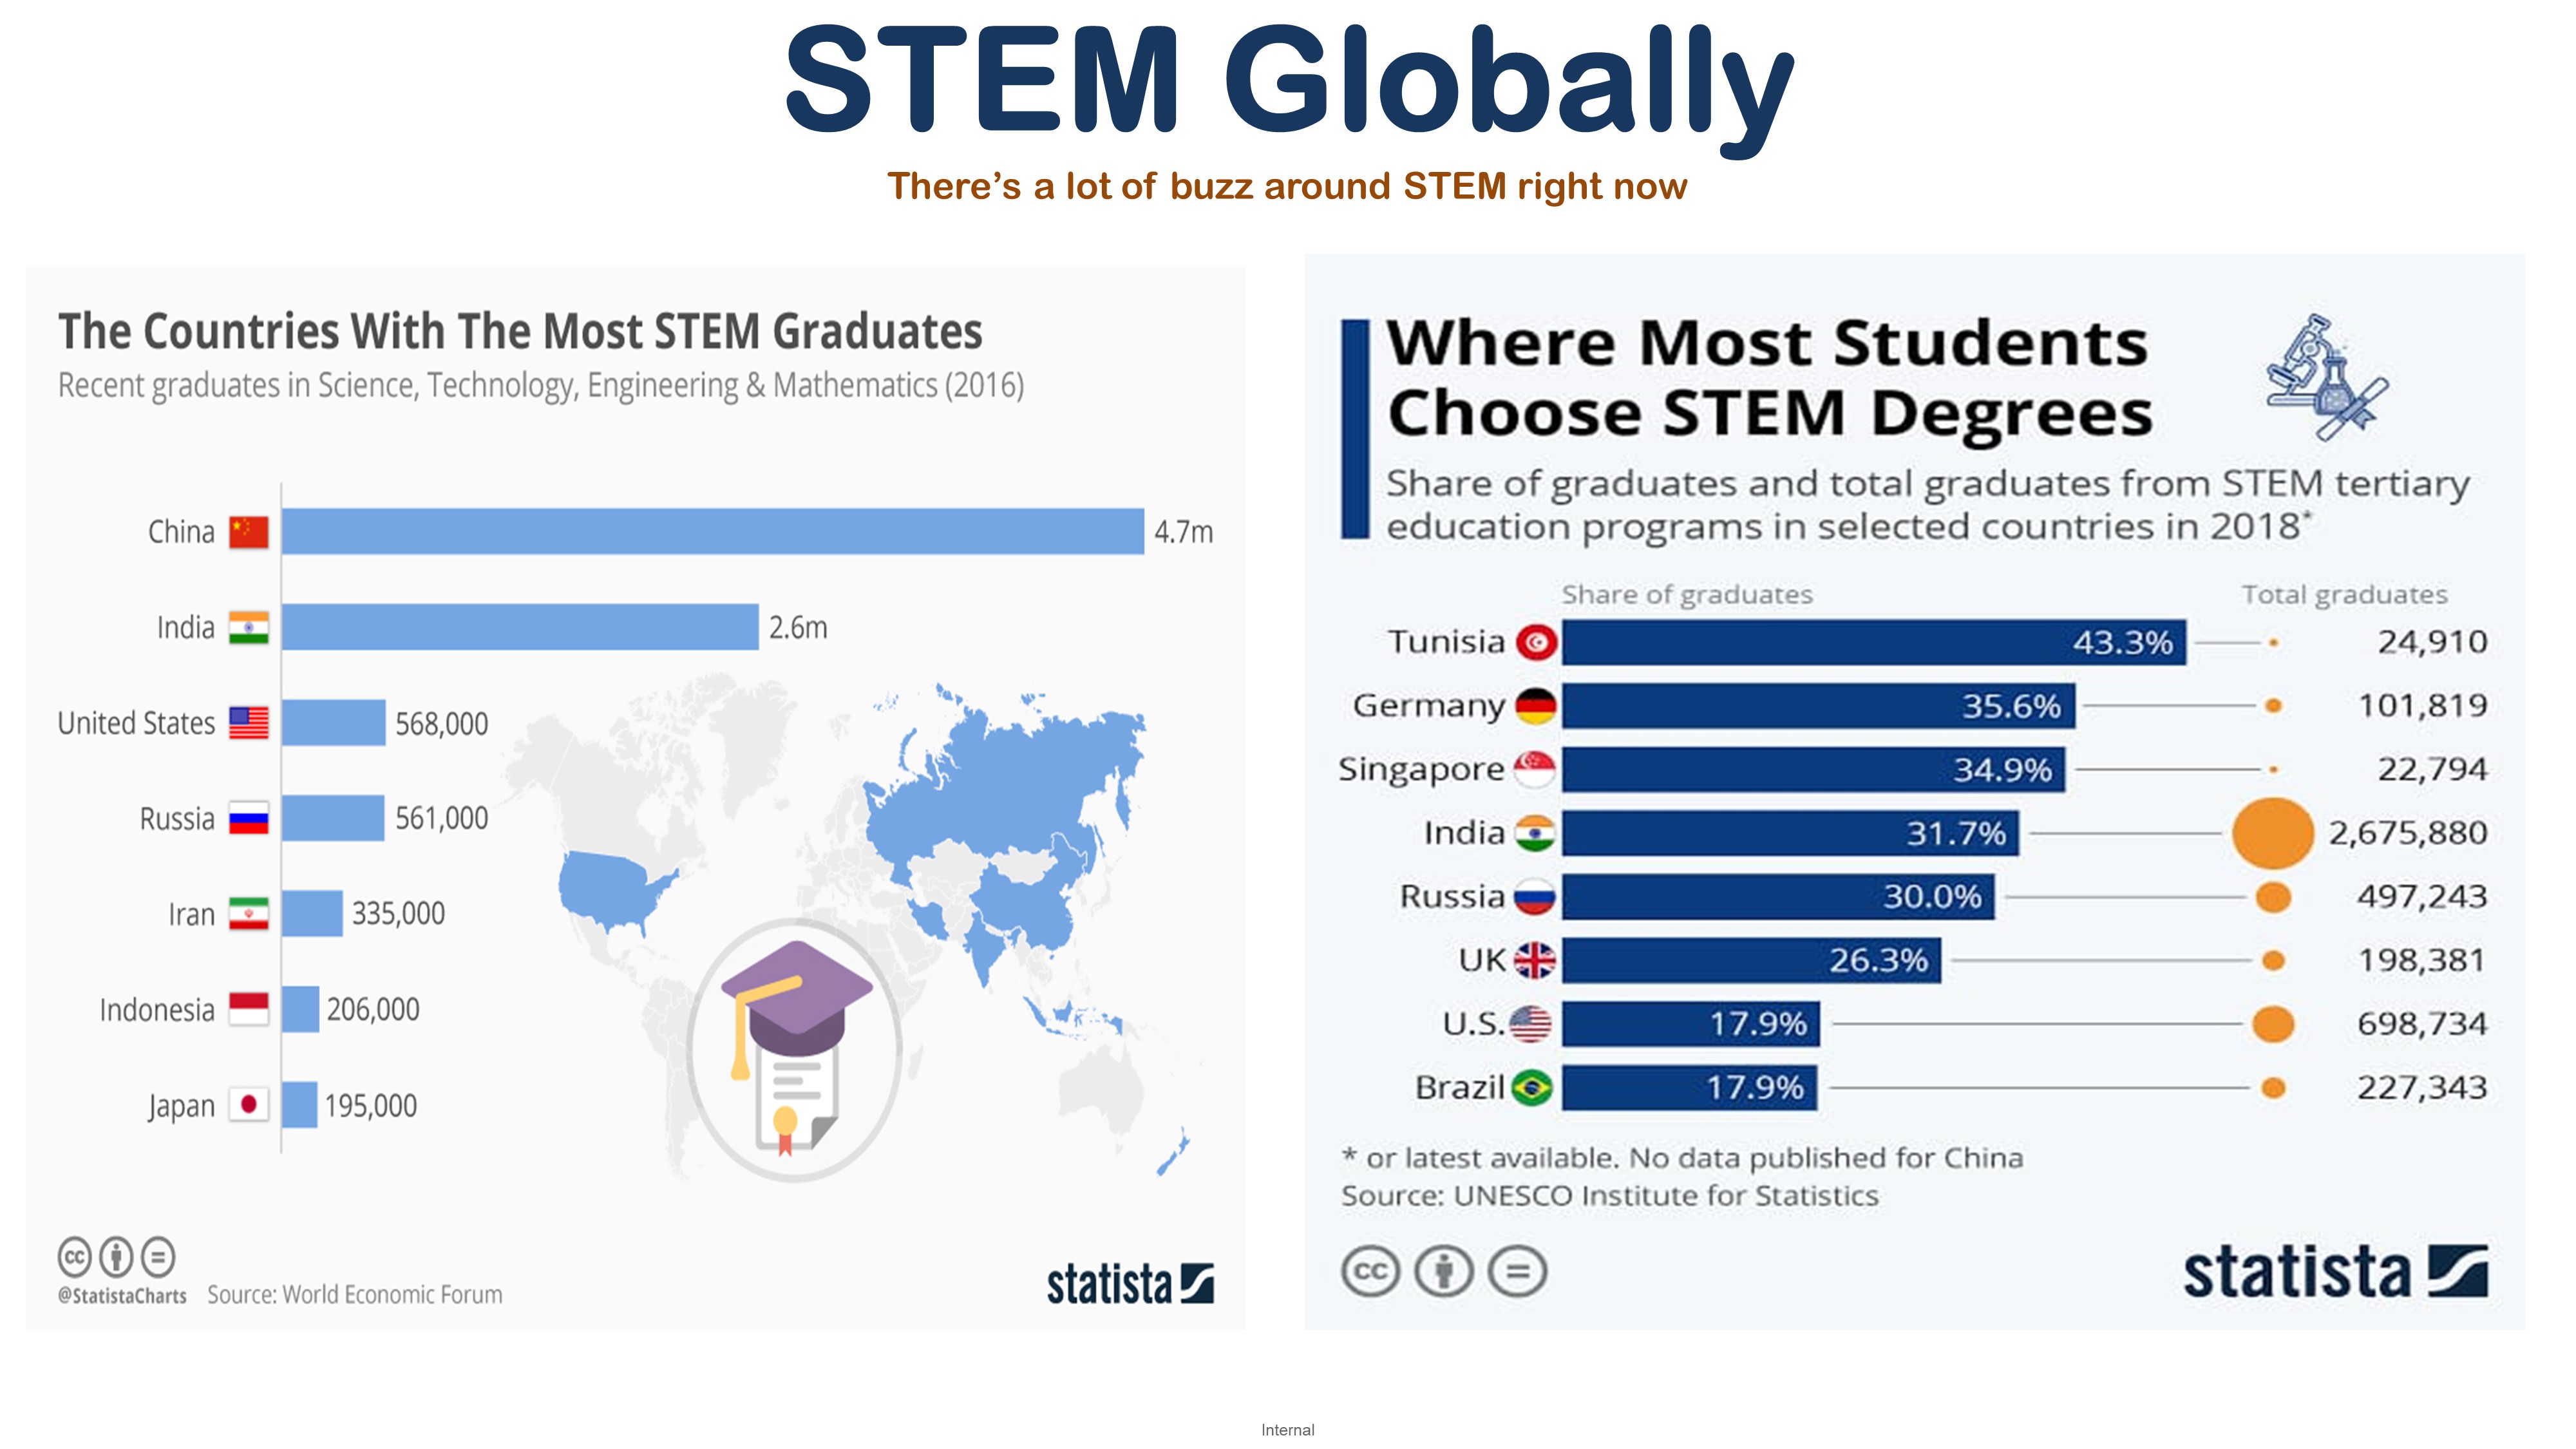 STEM Globally
There’s a lot of buzz around STEM right now
The Countries With The Most STEM Graduates
Recent graduates in Science, Technology, Engineering & Mathematics (2016)
China 4.7m
India 2.6m
United States 568,000
Russia 561,000
Iran 335,000
Indonesia 206,000
Japan 195,000
cc
@StatistaCharts Source: World Economic Forum
statista
Where Most Students
Choose STEM Degrees
Share of graduates and total graduates from STEM tertiary
education programs in selected countries in 2018*
Share of graduates Total graduates
Tunisia 43.3% 24,910
Germany 35.6% 101,819
Singapore 34.9% 22,794
India 31.7% 2,675,880
Russia 30.0% 497,243
UK 26.3% 198,381
U.S. 17.9% 698,734
Brazil 17.9% 227,343
* or latest available. No data published for China
Source: UNESCO Institute for Statistics
cc
statista
Internal